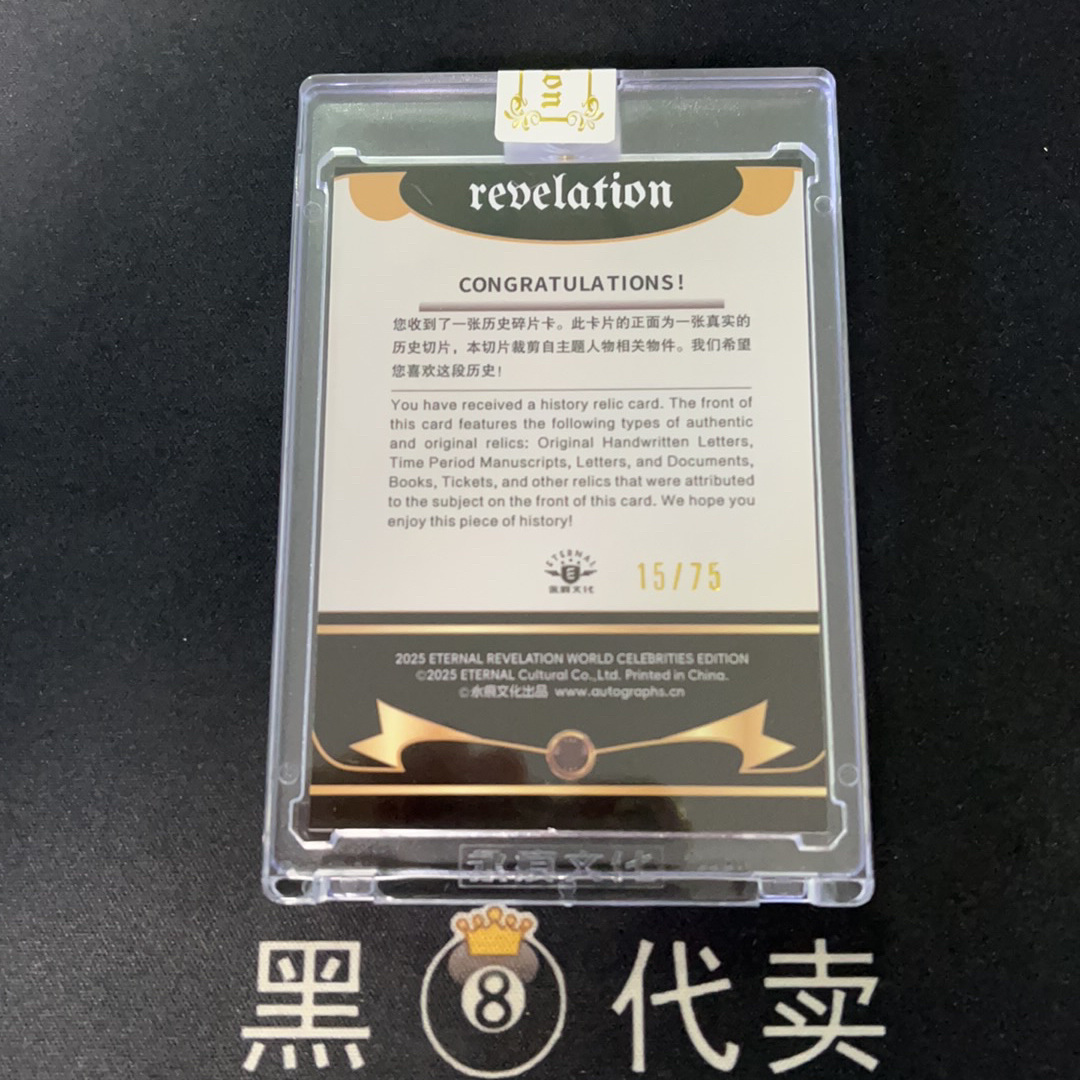 on
revelation
CONGRATULATIONS!
您收到了一张历史碎片卡。此卡片的正面为一张真实的
历史切片，本切片裁剪自主题人物相关物件。我们希望
您喜欢这段历史！
You have received a history relic card. The front of
this card features the following types of authentic
and original relics: Original Handwritten Letters,
Time Period Manuscripts, Letters, and Documents,
Books, Tickets, and other relics that were attributed
to the subject on the front of this card. We hope you
enjoy this piece of history!
ETERNAL
E
永痕文化
15/75
2025 ETERNAL REVELATION WORLD CELEBRITIES EDITION
©2025 ETERNAL Cultural Co.,Ltd. Printed in China.
©永痕文化出品 www.autographs.cn
永痕文化
黑8代卖